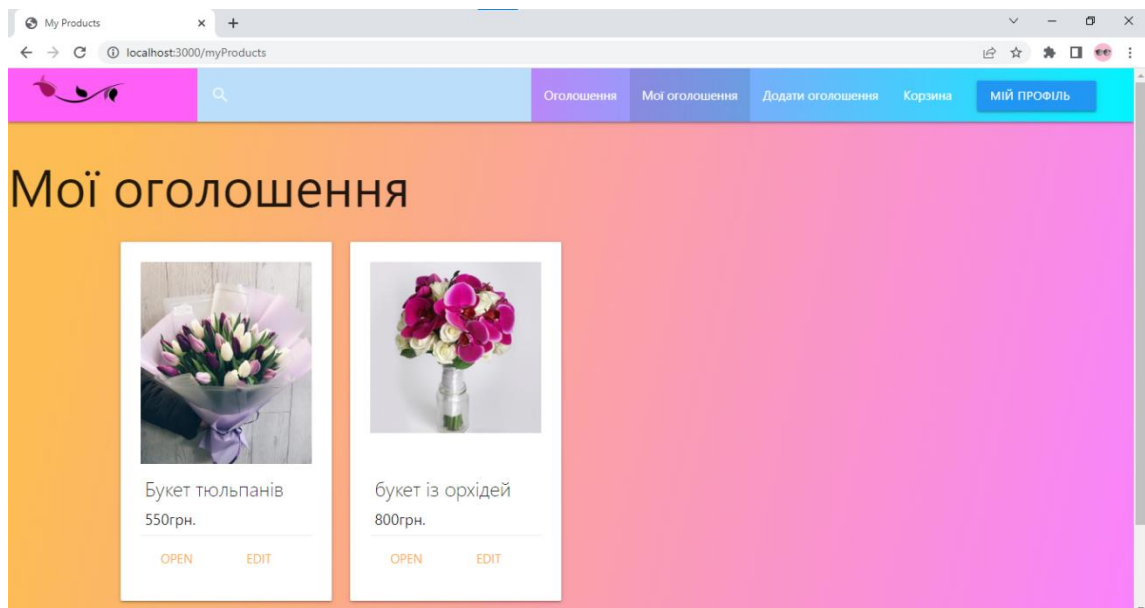 My Products
localhost:3000/myProducts
Оголошення Мої оголошення Додати оголошення Корзина МІЙ ПРОФІЛЬ
Мої оголошення
Букет тюльпанів
550грн.
OPEN EDIT
букет із орхідей
800грн.
OPEN EDIT